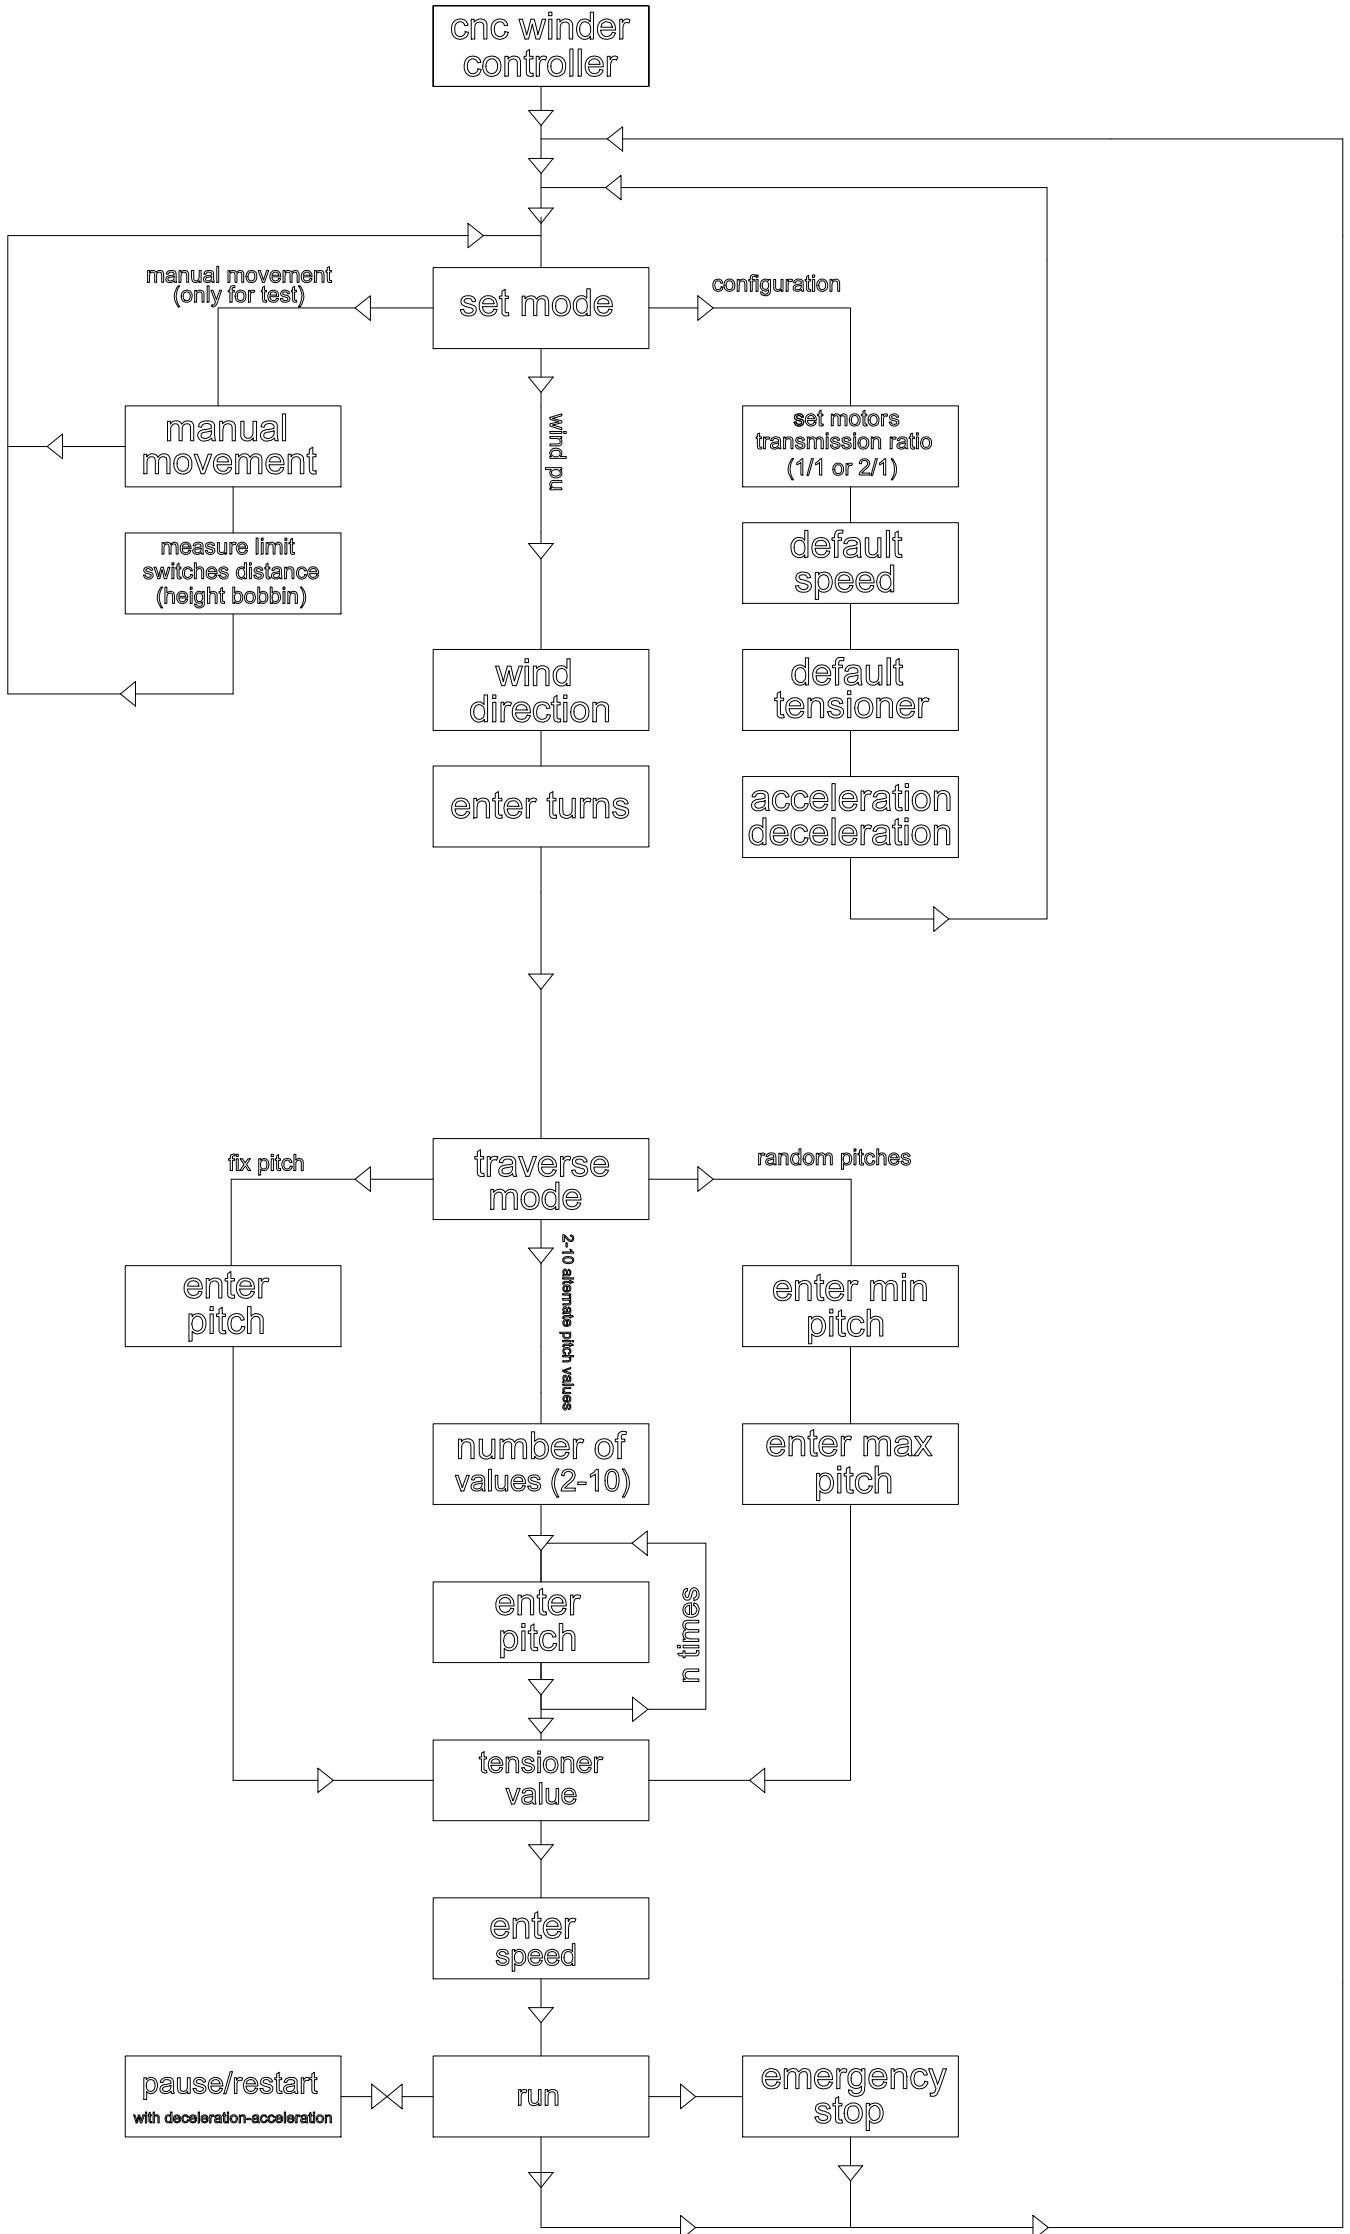 cnc winder
controller
manual movement
(only for test)
set mode
configuration
manual
movement
wind pu
set motors
transmission ratio
(1/1 or 2/1)
measure limit
switches distance
(height bobbin)
default
speed
wind
direction
default
tensioner
enter turns
acceleration
deceleration
fix pitch
traverse
mode
random pitches
2-10 alternate pitch values
enter
pitch
enter min
pitch
number of
values (2-10)
enter max
pitch
enter
pitch
n times
tensioner
value
enter
speed
pause/restart
with deceleration-acceleration
run
emergency
stop